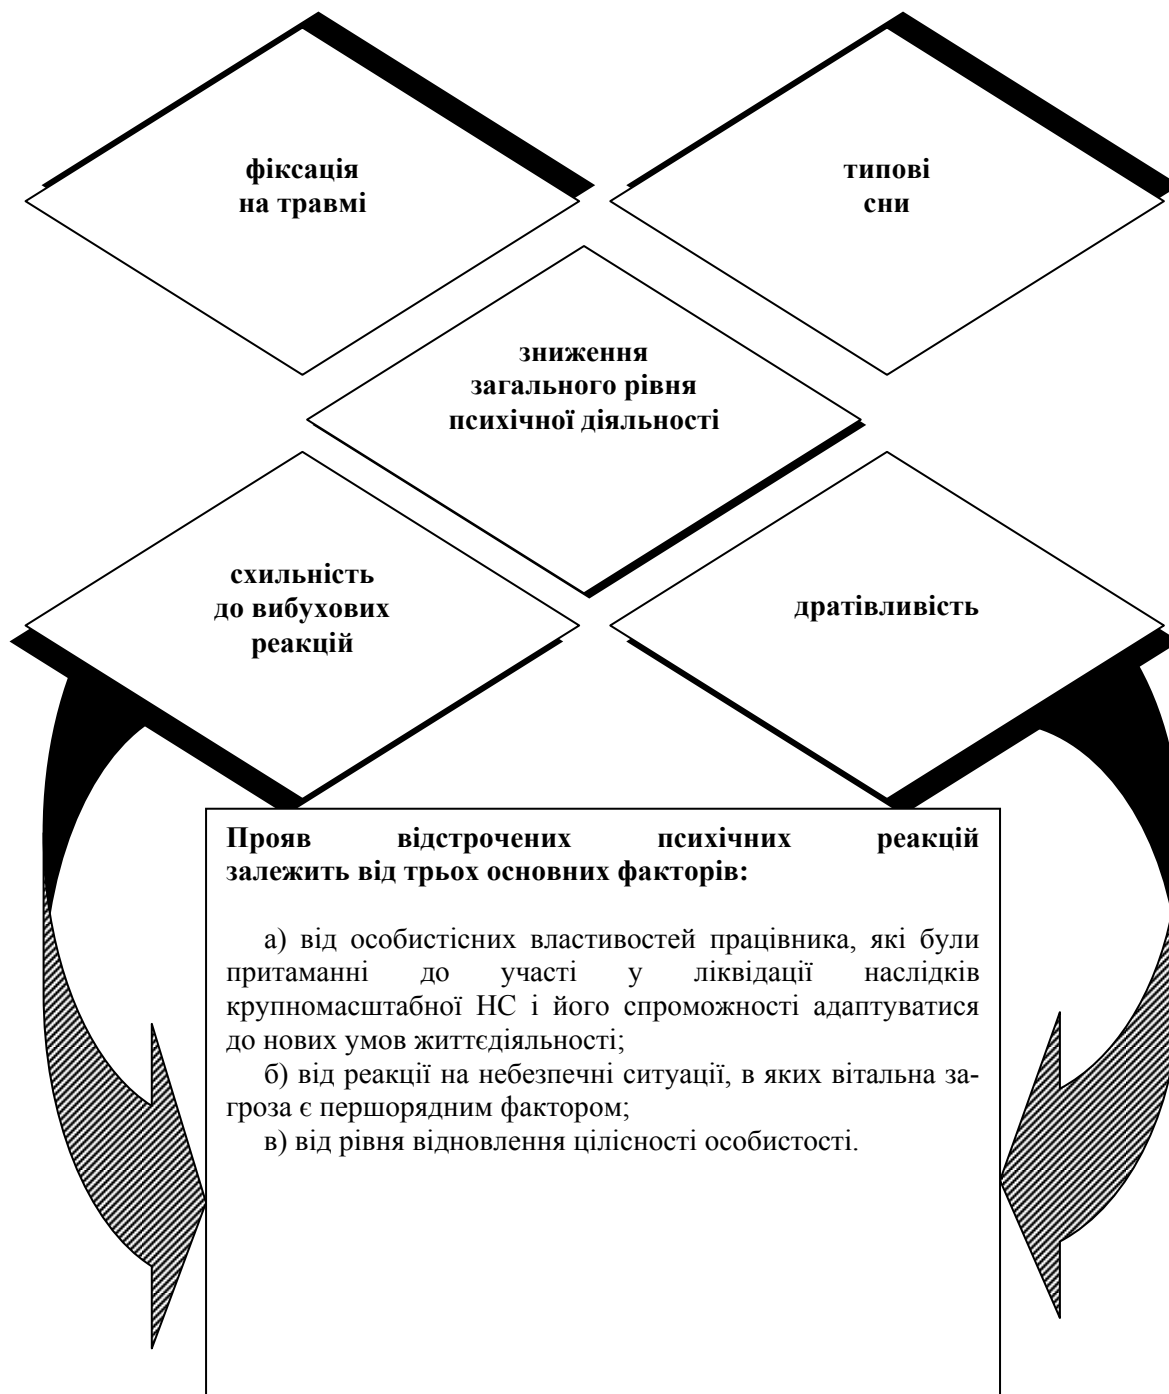 фіксація
на травмі
типові
сни
зниження
загального рівня
психічної діяльності
схильність
до вибухових
реакцій
дратівливість
Прояв відстрочених психічних реакцій
залежить від трьох основних факторів:
а) від особистісних властивостей працівника, які були
притаманні до участі у ліквідації наслідків
крупномасштабної НС і його спроможності адаптуватися
до нових умов життєдіяльності;
б) від реакції на небезпечні ситуації, в яких вітальна за-
гроза є першорядним фактором;
в) від рівня відновлення цілісності особистості.